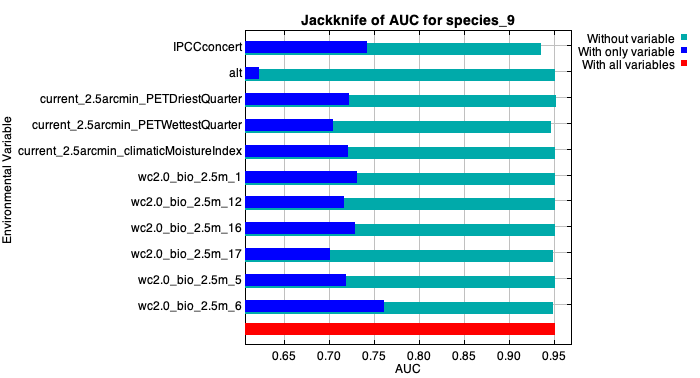 Jackknife of AUC for species_9
Without variable
With only variable
With all variables
Environmental Variable
IPCCconcert
alt
current_2.5arcmin_PETDriestQuarter
current_2.5arcmin_PETWettestQuarter
current_2.5arcmin_climaticMoistureIndex
wc2.0_bio_2.5m_1
wc2.0_bio_2.5m_12
wc2.0_bio_2.5m_16
wc2.0_bio_2.5m_17
wc2.0_bio_2.5m_5
wc2.0_bio_2.5m_6
0.65 0.70 0.75 0.80 0.85 0.90 0.95
AUC